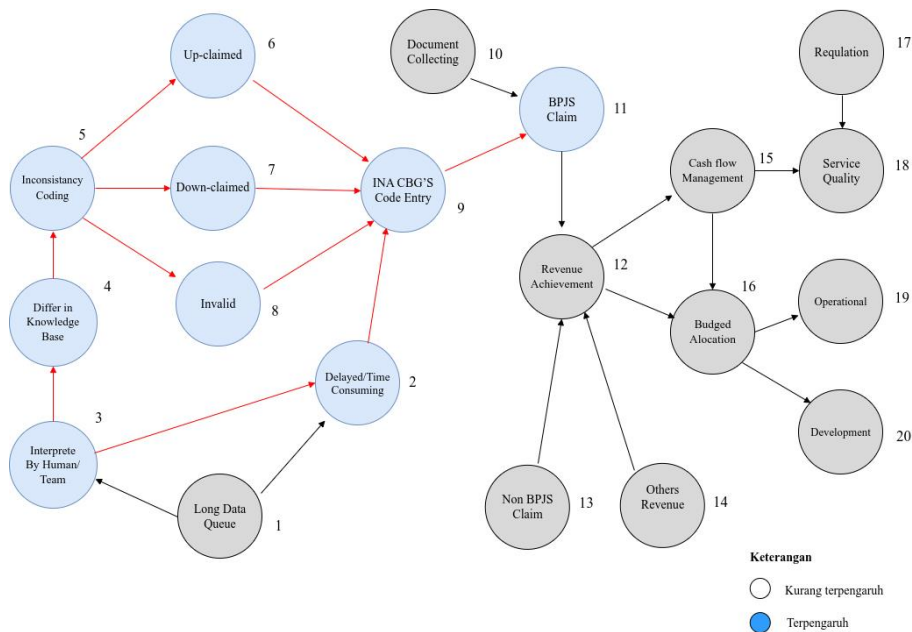 Up-claimed
6
Document
Collecting
10
Requlation
17
5
Inconsistancy
Coding
7
Down-claimed
INA CBG'S
Code Entry
9
BPJS
Claim
11
Cash flow
Management
15
Service
Quality
18
4
Differ in
Knowledge
Base
Invalid
8
Revenue
Achievement
12
16
Budged
Alocation
Operational
19
Delayed/Time
Consuming
2
3
Interprete
By Human/
Team
Long Data
Queue
1
Non BPJS
Claim
13
Others
Revenue
14
Development
20
Keterangan
Kurang terpengaruh
Terpengaruh